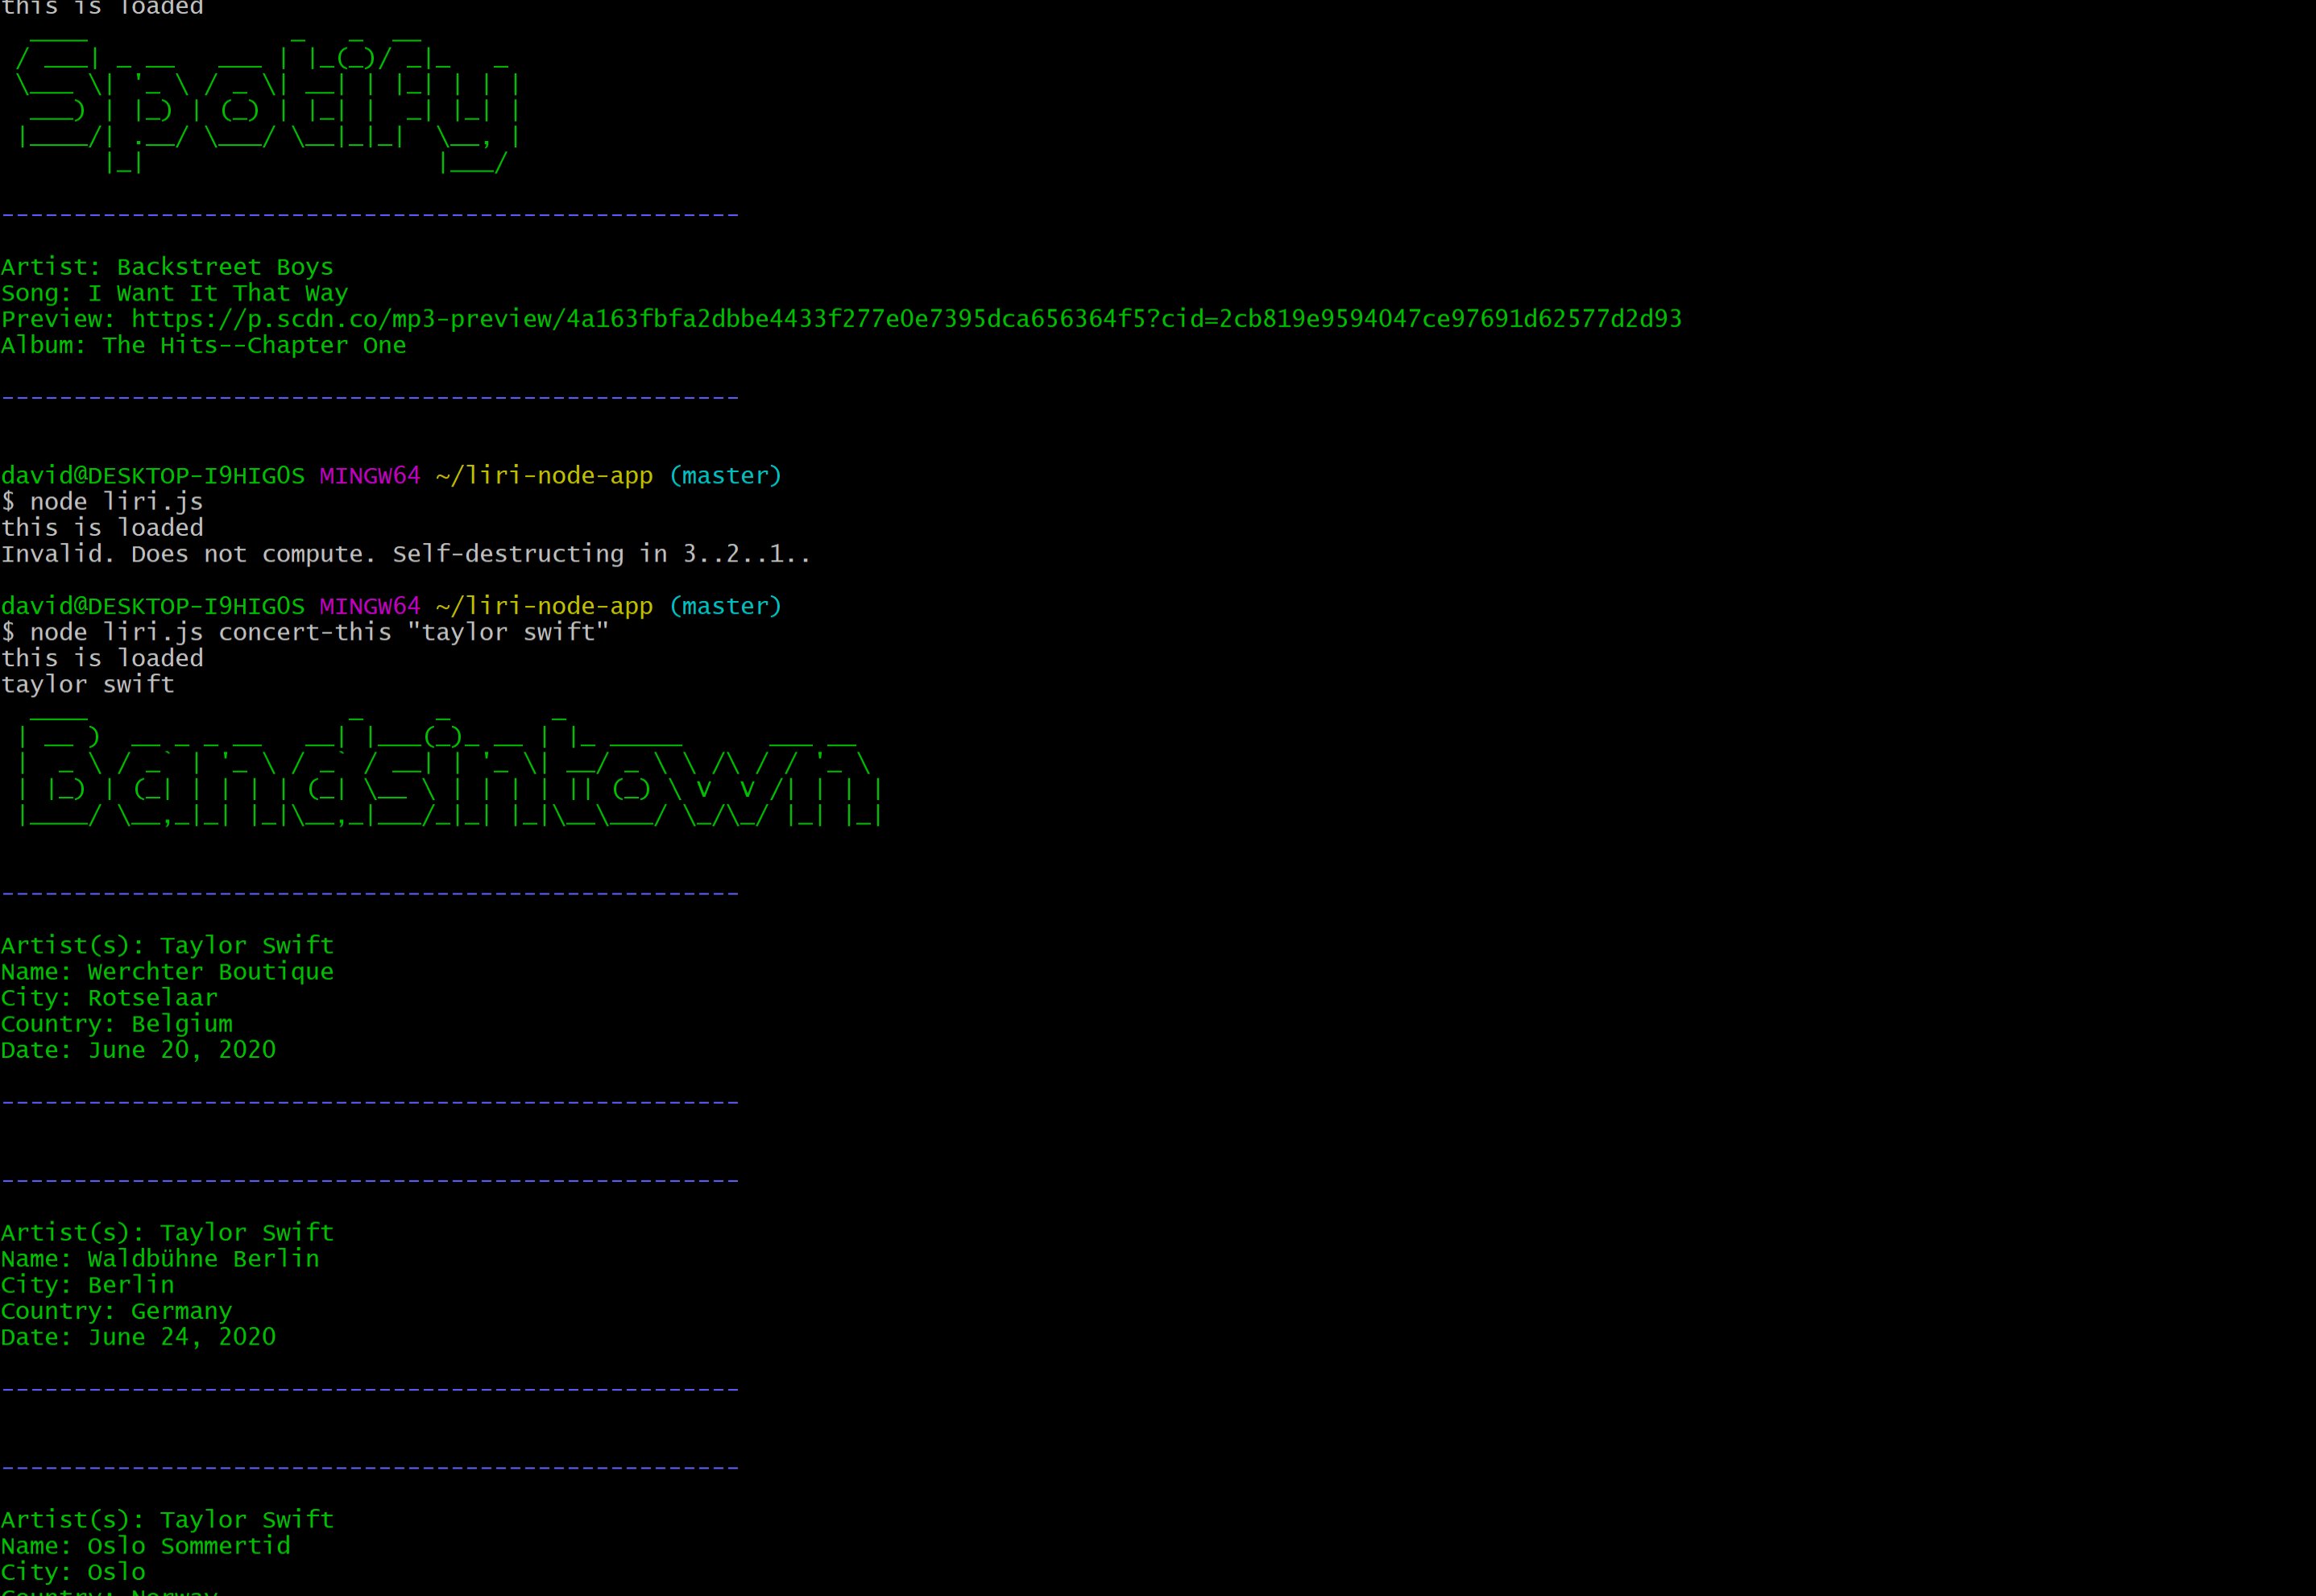 this is loaded
Spotify
--------------------------------------------------
Artist: Backstreet Boys
Song: I Want It That Way
Preview: https://p.scdn.co/mp3-preview/4a163fbfa2dbbe4433f277e0e7395dca656364f5?cid=2cb819e9594047ce97691d62577d2d93
Album: The Hits--Chapter One
--------------------------------------------------
david@DESKTOP-I9HIG0S MINGW64 ~/liri-node-app (master)
$ node liri.js
this is loaded
Invalid. Does not compute. Self-destructing in 3..2..1..
david@DESKTOP-I9HIG0S MINGW64 ~/liri-node-app (master)
$ node liri.js concert-this "taylor swift"
this is loaded
taylor swift
Bandsintown
--------------------------------------------------
Artist(s): Taylor Swift
Name: Werchter Boutique
City: Rotselaar
Country: Belgium
Date: June 20, 2020
--------------------------------------------------
--------------------------------------------------
Artist(s): Taylor Swift
Name: Waldbühne Berlin
City: Berlin
Country: Germany
Date: June 24, 2020
--------------------------------------------------
--------------------------------------------------
Artist(s): Taylor Swift
Name: Oslo Sommertid
City: Oslo
Country: Norway